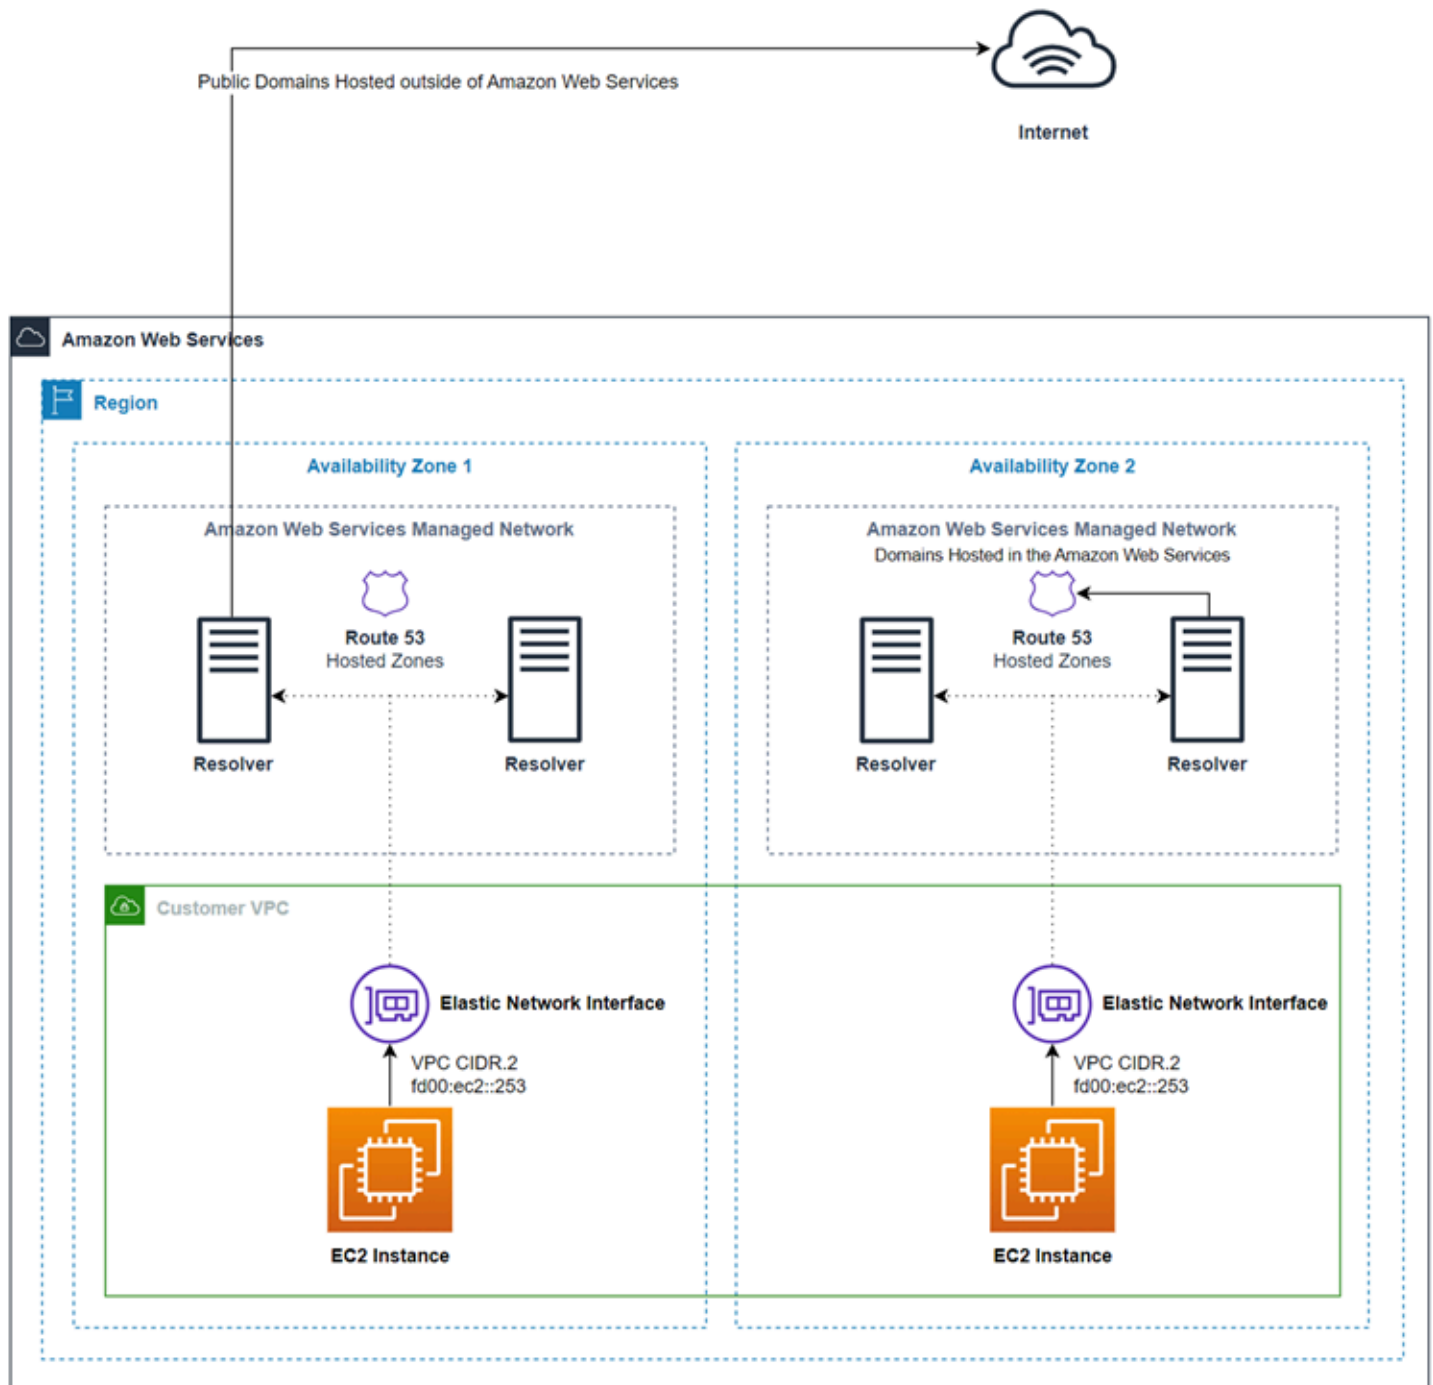 Public Domains Hosted outside of Amazon Web Services
Internet
Amazon Web Services
Region
Availability Zone 1
Amazon Web Services Managed Network
Route 53
Hosted Zones
Resolver
Resolver
Availability Zone 2
Amazon Web Services Managed Network
Domains Hosted in the Amazon Web Services
Route 53
Hosted Zones
Resolver
Resolver
Customer VPC
Elastic Network Interface
VPC CIDR.2
fd00:ec2::253
EC2 Instance
Elastic Network Interface
VPC CIDR.2
fd00:ec2::253
EC2 Instance